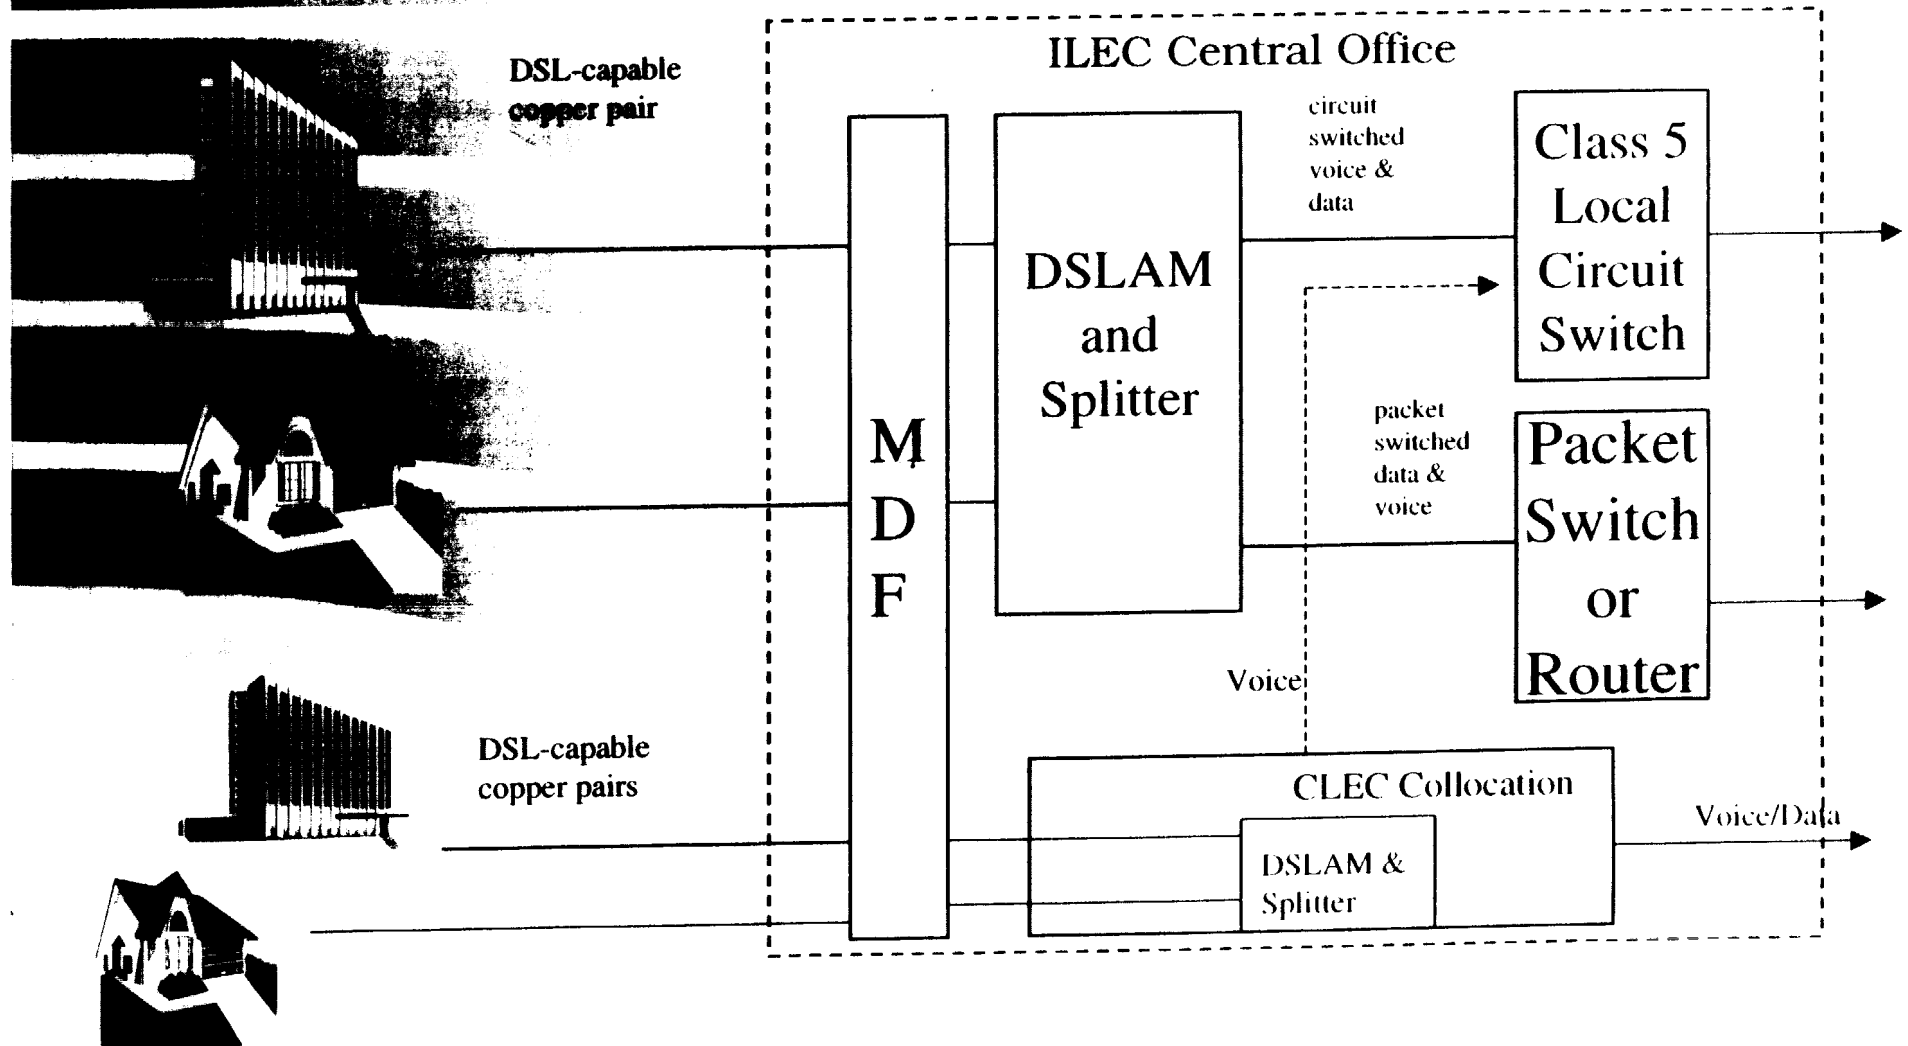 ILEC Central Office
DSL-capable
copper pair
circuit
switched
voice &
data
Class 5
Local
Circuit
Switch
DSLAM
and
Splitter
M
D
F
packet
switched
data &
voice
Packet
Switch
or
Router
Voice
DSL-capable
copper pairs
CLEC Collocation
Voice/Data
DSLAM &
Splitter